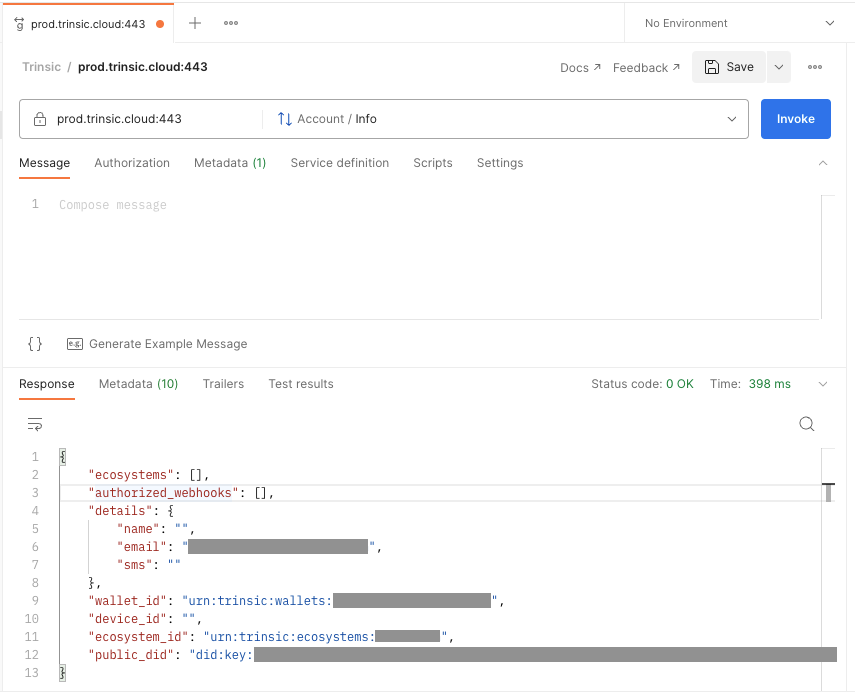 prod.trinsic.cloud:443
No Environment
Trinsic / prod.trinsic.cloud:443
Docs ↗ Feedback ↗ Save
prod.trinsic.cloud:443 Account / Info Invoke
Message Authorization Metadata (1) Service definition Scripts Settings
1 Compose message
{} e.g. Generate Example Message
Response Metadata (10) Trailers Test results Status code: 0 OK Time: 398 ms
1 {
2 "ecosystems": [],
3 "authorized_webhooks": [],
4 "details": {
5 "name": "",
6 "email": " ",
7 "sms": ""
8 },
9 "wallet_id": "urn:trinsic:wallets: ",
10 "device_id": "",
11 "ecosystem_id": "urn:trinsic:ecosystems: ",
12 "public_did": "did:key:
13 }